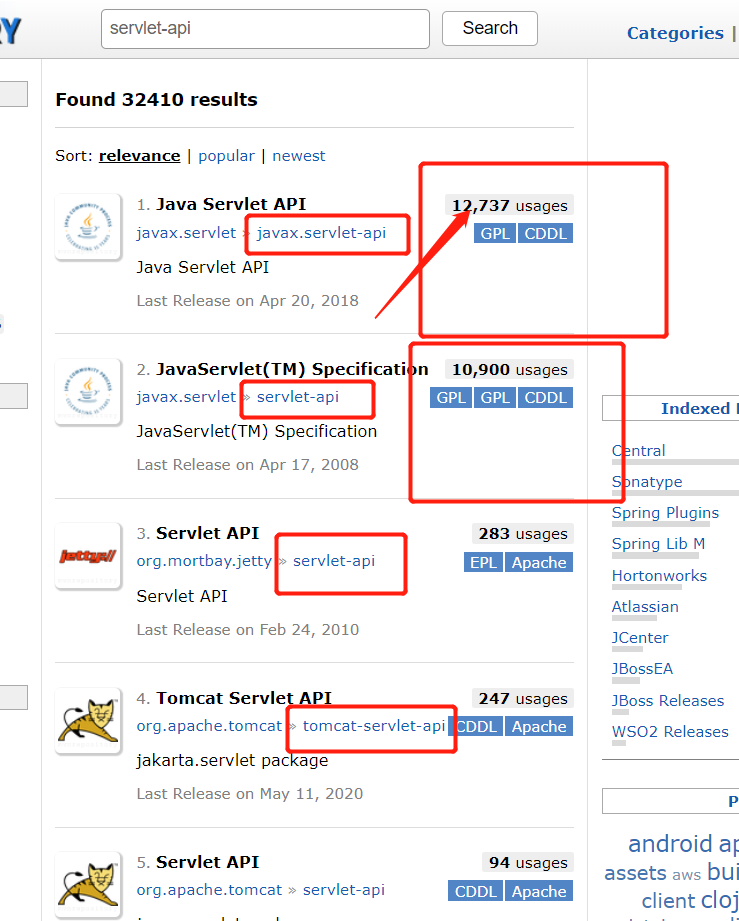 Y
servlet-api
Search
Categories |
Found 32410 results
Sort: relevance | popular | newest
1. Java Servlet API
12,737 usages
javax.servlet » javax.servlet-api
GPL CDDL
Java Servlet API
Last Release on Apr 20, 2018
2. JavaServlet(TM) Specification
10,900 usages
javax.servlet » servlet-api
GPL GPL CDDL
JavaServlet(TM) Specification
Last Release on Apr 17, 2008
3. Servlet API
283 usages
jetty://
org.mortbay.jetty » servlet-api
EPL Apache
Servlet API
Last Release on Feb 24, 2010
4. Tomcat Servlet API
247 usages
org.apache.tomcat » tomcat-servlet-api
CDDL Apache
jakarta.servlet package
Last Release on May 11, 2020
5. Servlet API
94 usages
org.apache.tomcat » servlet-api
CDDL Apache
Indexed
Central
Sonatype
Spring Plugins
Spring Lib M
Hortonworks
Atlassian
JCenter
JBossEA
JBoss Releases
WSO2 Releases
P
android ap
assets aws bui
client cloj